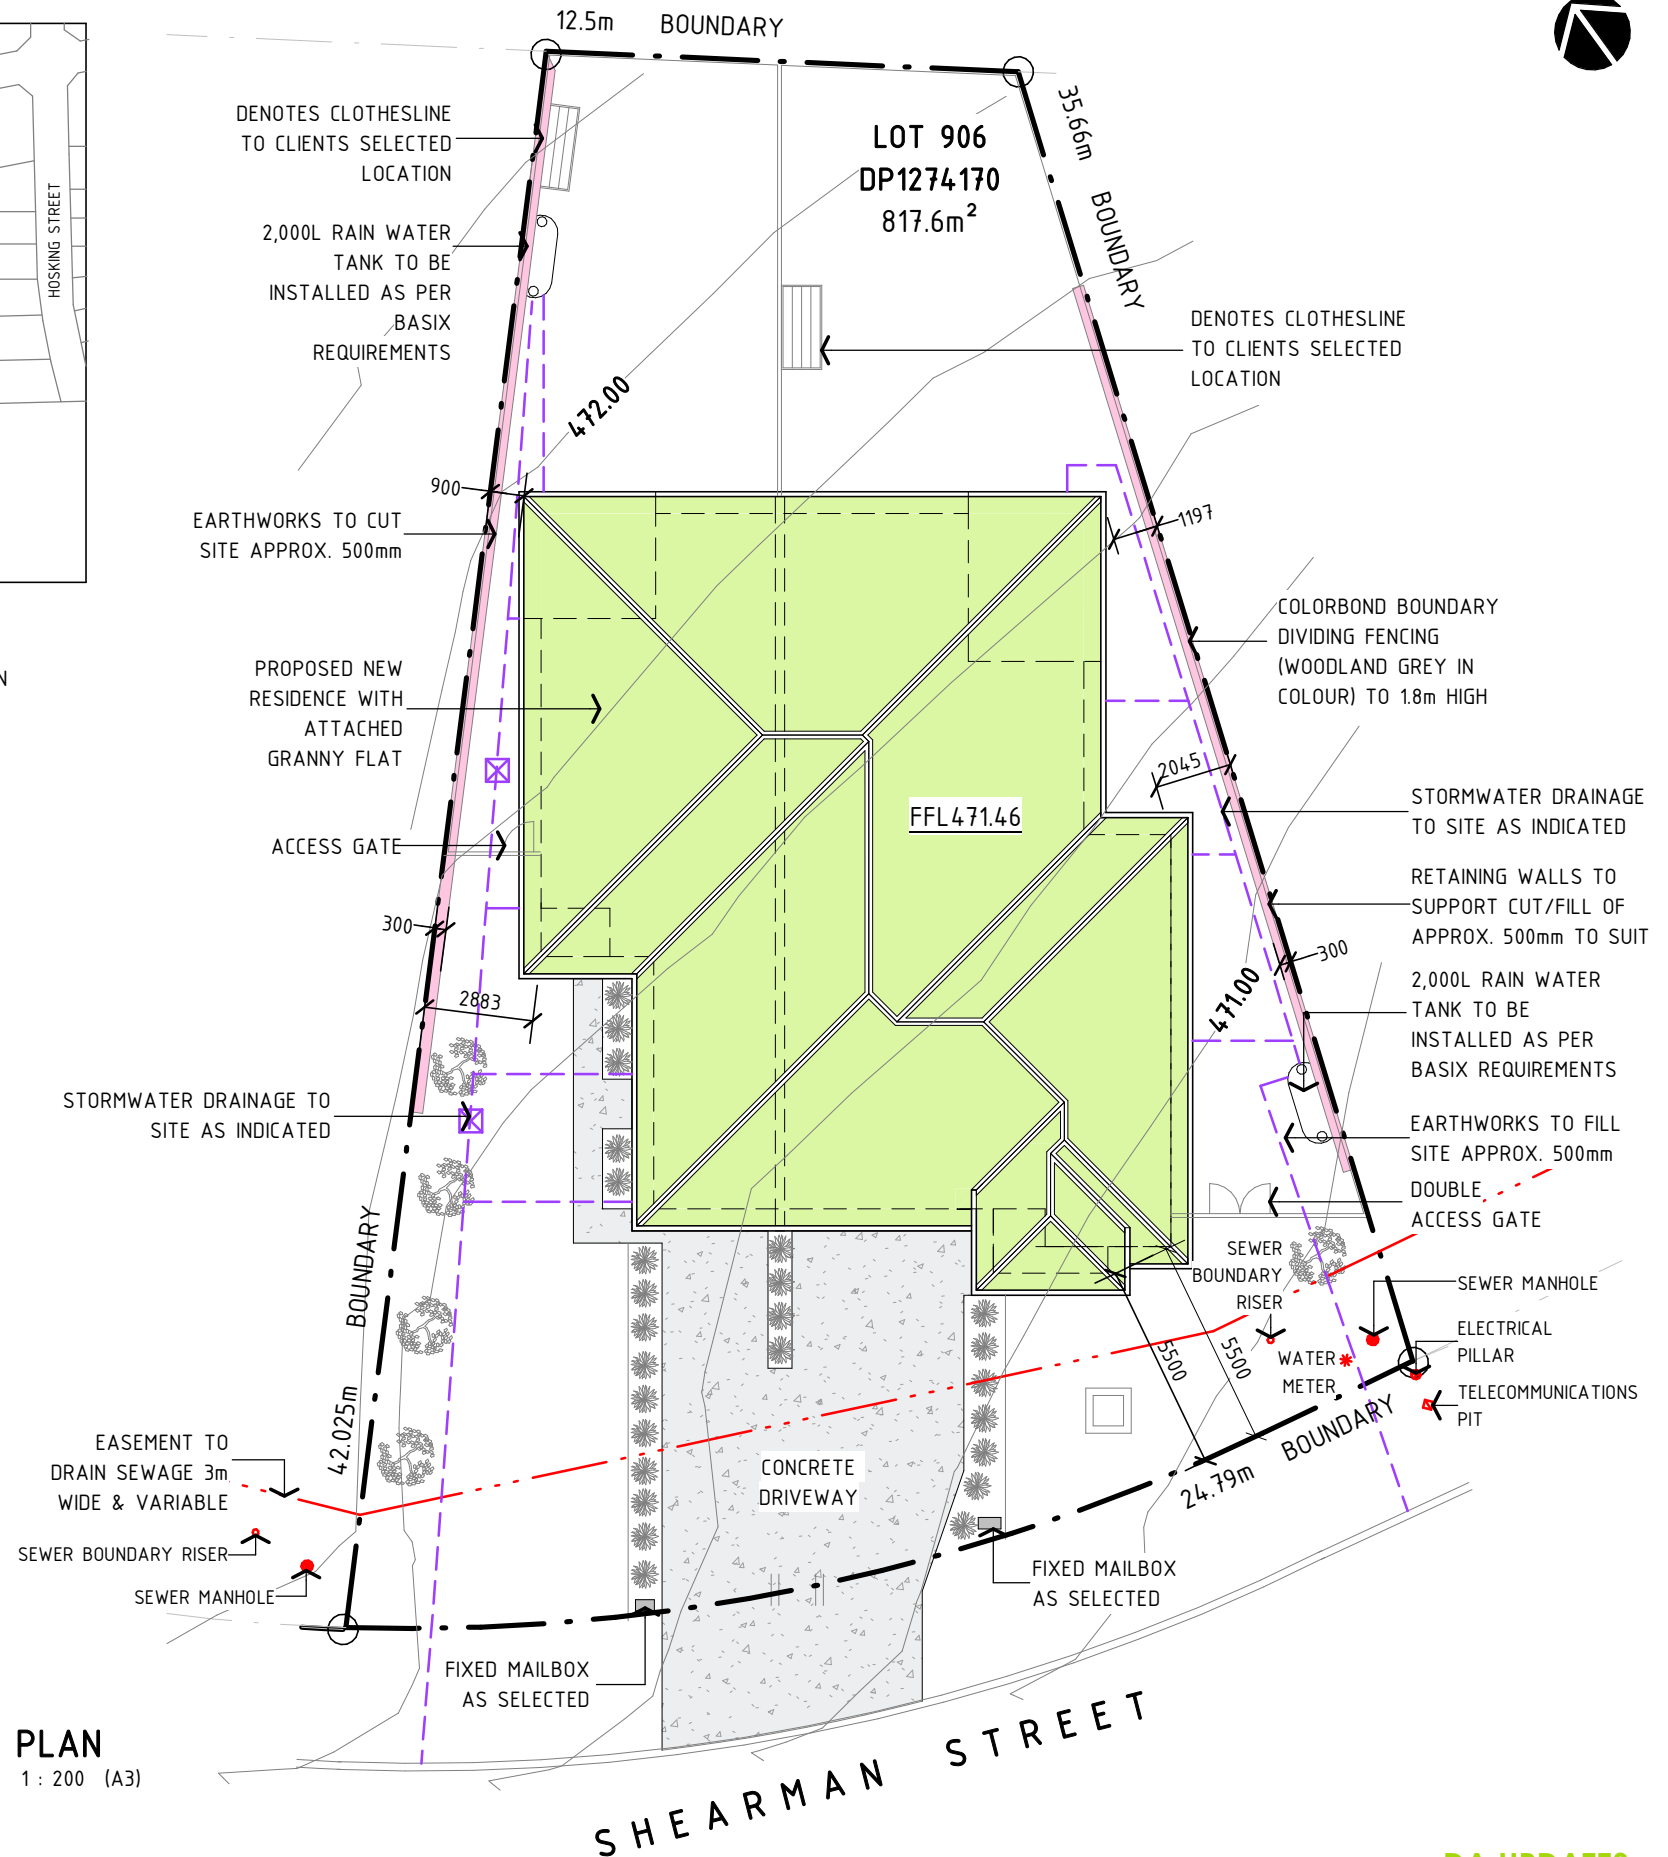 12.5m BOUNDARY
35.66m BOUNDARY
LOT 906
DP1274170
817.6m²
HOSKING STREET
N
DENOTES CLOTHESLINE
TO CLIENTS SELECTED
LOCATION
2,000L RAIN WATER
TANK TO BE
INSTALLED AS PER
BASIX
REQUIREMENTS
DENOTES CLOTHESLINE
TO CLIENTS SELECTED
LOCATION
472.00
900
1197
EARTHWORKS TO CUT
SITE APPROX. 500mm
COLORBOND BOUNDARY
DIVIDING FENCING
(WOODLAND GREY IN
COLOUR) TO 1.8m HIGH
PROPOSED NEW
RESIDENCE WITH
ATTACHED
GRANNY FLAT
2045
FFL471.46
STORMWATER DRAINAGE
TO SITE AS INDICATED
ACCESS GATE
RETAINING WALLS TO
SUPPORT CUT/FILL OF
APPROX. 500mm TO SUIT
300
300
471.00
2883
2,000L RAIN WATER
TANK TO BE
INSTALLED AS PER
BASIX REQUIREMENTS
STORMWATER DRAINAGE TO
SITE AS INDICATED
EARTHWORKS TO FILL
SITE APPROX. 500mm
DOUBLE
ACCESS GATE
SEWER
BOUNDARY
RISER
SEWER MANHOLE
ELECTRICAL
PILLAR
WATER
METER
TELECOMMUNICATIONS
PIT
5500
5500
42.025m BOUNDARY
24.79m BOUNDARY
EASEMENT TO
DRAIN SEWAGE 3m
WIDE & VARIABLE
CONCRETE
DRIVEWAY
SEWER BOUNDARY RISER
SEWER MANHOLE
FIXED MAILBOX
AS SELECTED
FIXED MAILBOX
AS SELECTED
SHEARMAN STREET
PLAN
1 : 200 (A3)